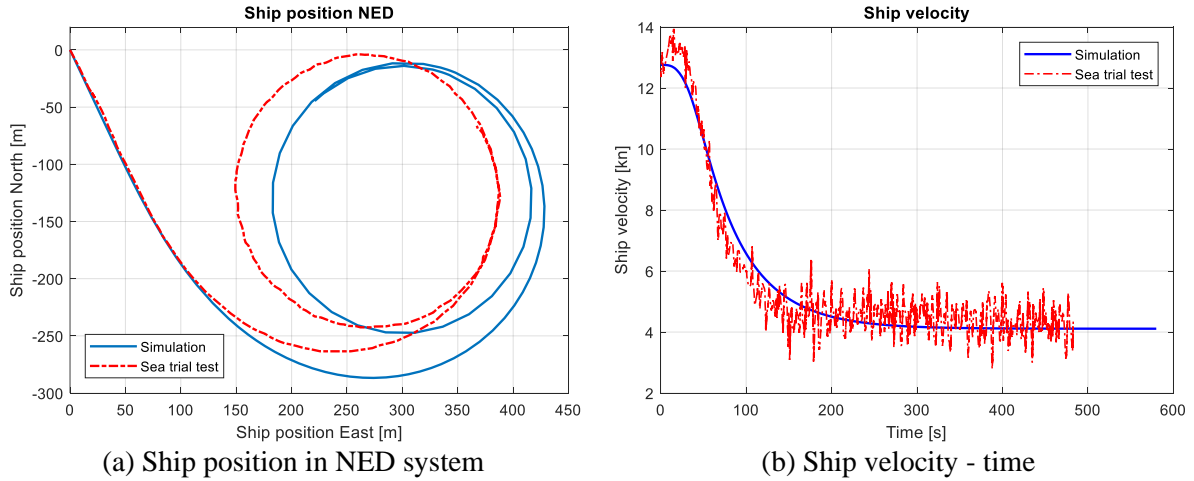 Ship position NED
0
-50
-100
-150
-200
-250
-300
Ship position North [m]
Simulation
Sea trial test
0 50 100 150 200 250 300 350 400 450
Ship position East [m]
(a) Ship position in NED system
Ship velocity
14
12
10
8
6
4
2
Ship velocity [kn]
Simulation
Sea trial test
0 100 200 300 400 500 600
Time [s]
(b) Ship velocity - time